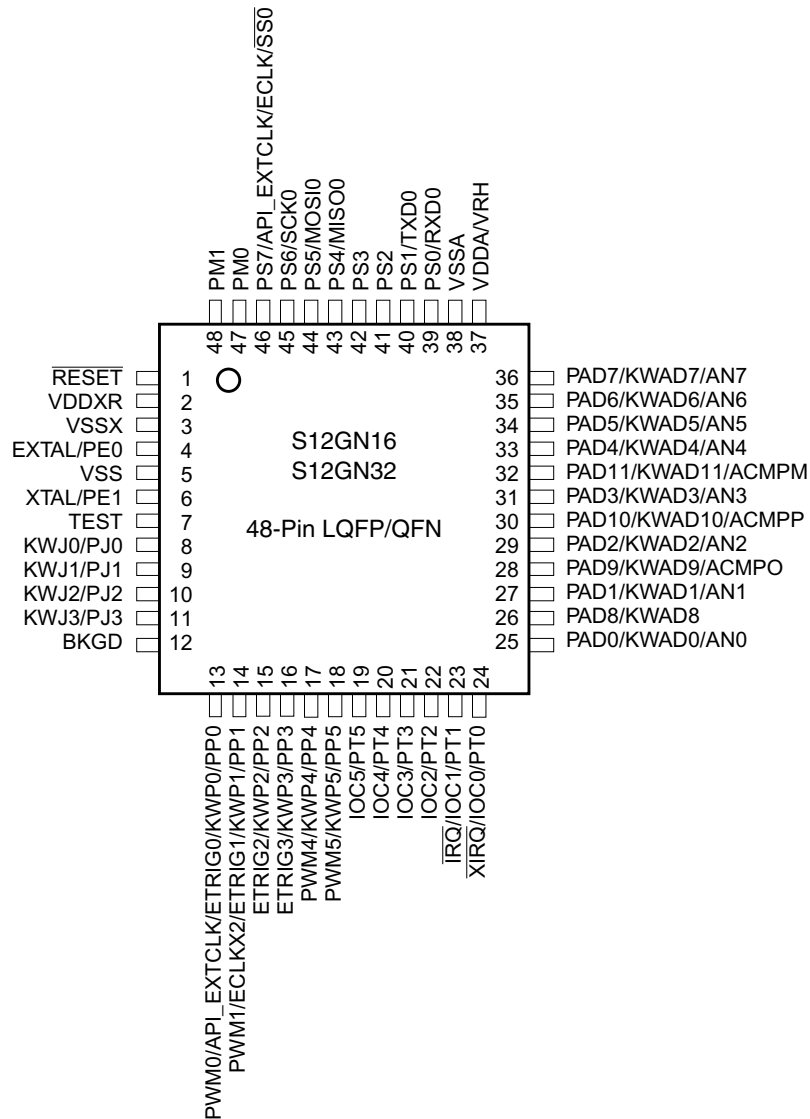 PS7/API_EXTCLK/ECLK/S̅S̅0̅
PM1
PM0
PS6/SCK0
PS5/MOSI0
PS4/MISO0
PS3
PS2
PS1/TXD0
PS0/RXD0
VSSA
VDDA/VRH
48
47
46
45
44
43
42
41
40
39
38
37
R̅E̅S̅E̅T̅ 1
VDDXR 2
VSSX 3
EXTAL/PE0 4
VSS 5
XTAL/PE1 6
TEST 7
KWJ0/PJ0 8
KWJ1/PJ1 9
KWJ2/PJ2 10
KWJ3/PJ3 11
BKGD 12
S12GN16
S12GN32
48-Pin LQFP/QFN
36 PAD7/KWAD7/AN7
35 PAD6/KWAD6/AN6
34 PAD5/KWAD5/AN5
33 PAD4/KWAD4/AN4
32 PAD11/KWAD11/ACMPM
31 PAD3/KWAD3/AN3
30 PAD10/KWAD10/ACMPP
29 PAD2/KWAD2/AN2
28 PAD9/KWAD9/ACMPO
27 PAD1/KWAD1/AN1
26 PAD8/KWAD8
25 PAD0/KWAD0/AN0
13
14
15
16
17
18
19
20
21
22
23
24
PWM0/API_EXTCLK/ETRIG0/KWP0/PP0
PWM1/ECLKX2/ETRIG1/KWP1/PP1
ETRIG2/KWP2/PP2
ETRIG3/KWP3/PP3
PWM4/KWP4/PP4
PWM5/KWP5/PP5
IOC5/PT5
IOC4/PT4
IOC3/PT3
IOC2/PT2
I̅R̅Q̅/IOC1/PT1
X̅I̅R̅Q̅/IOC0/PT0